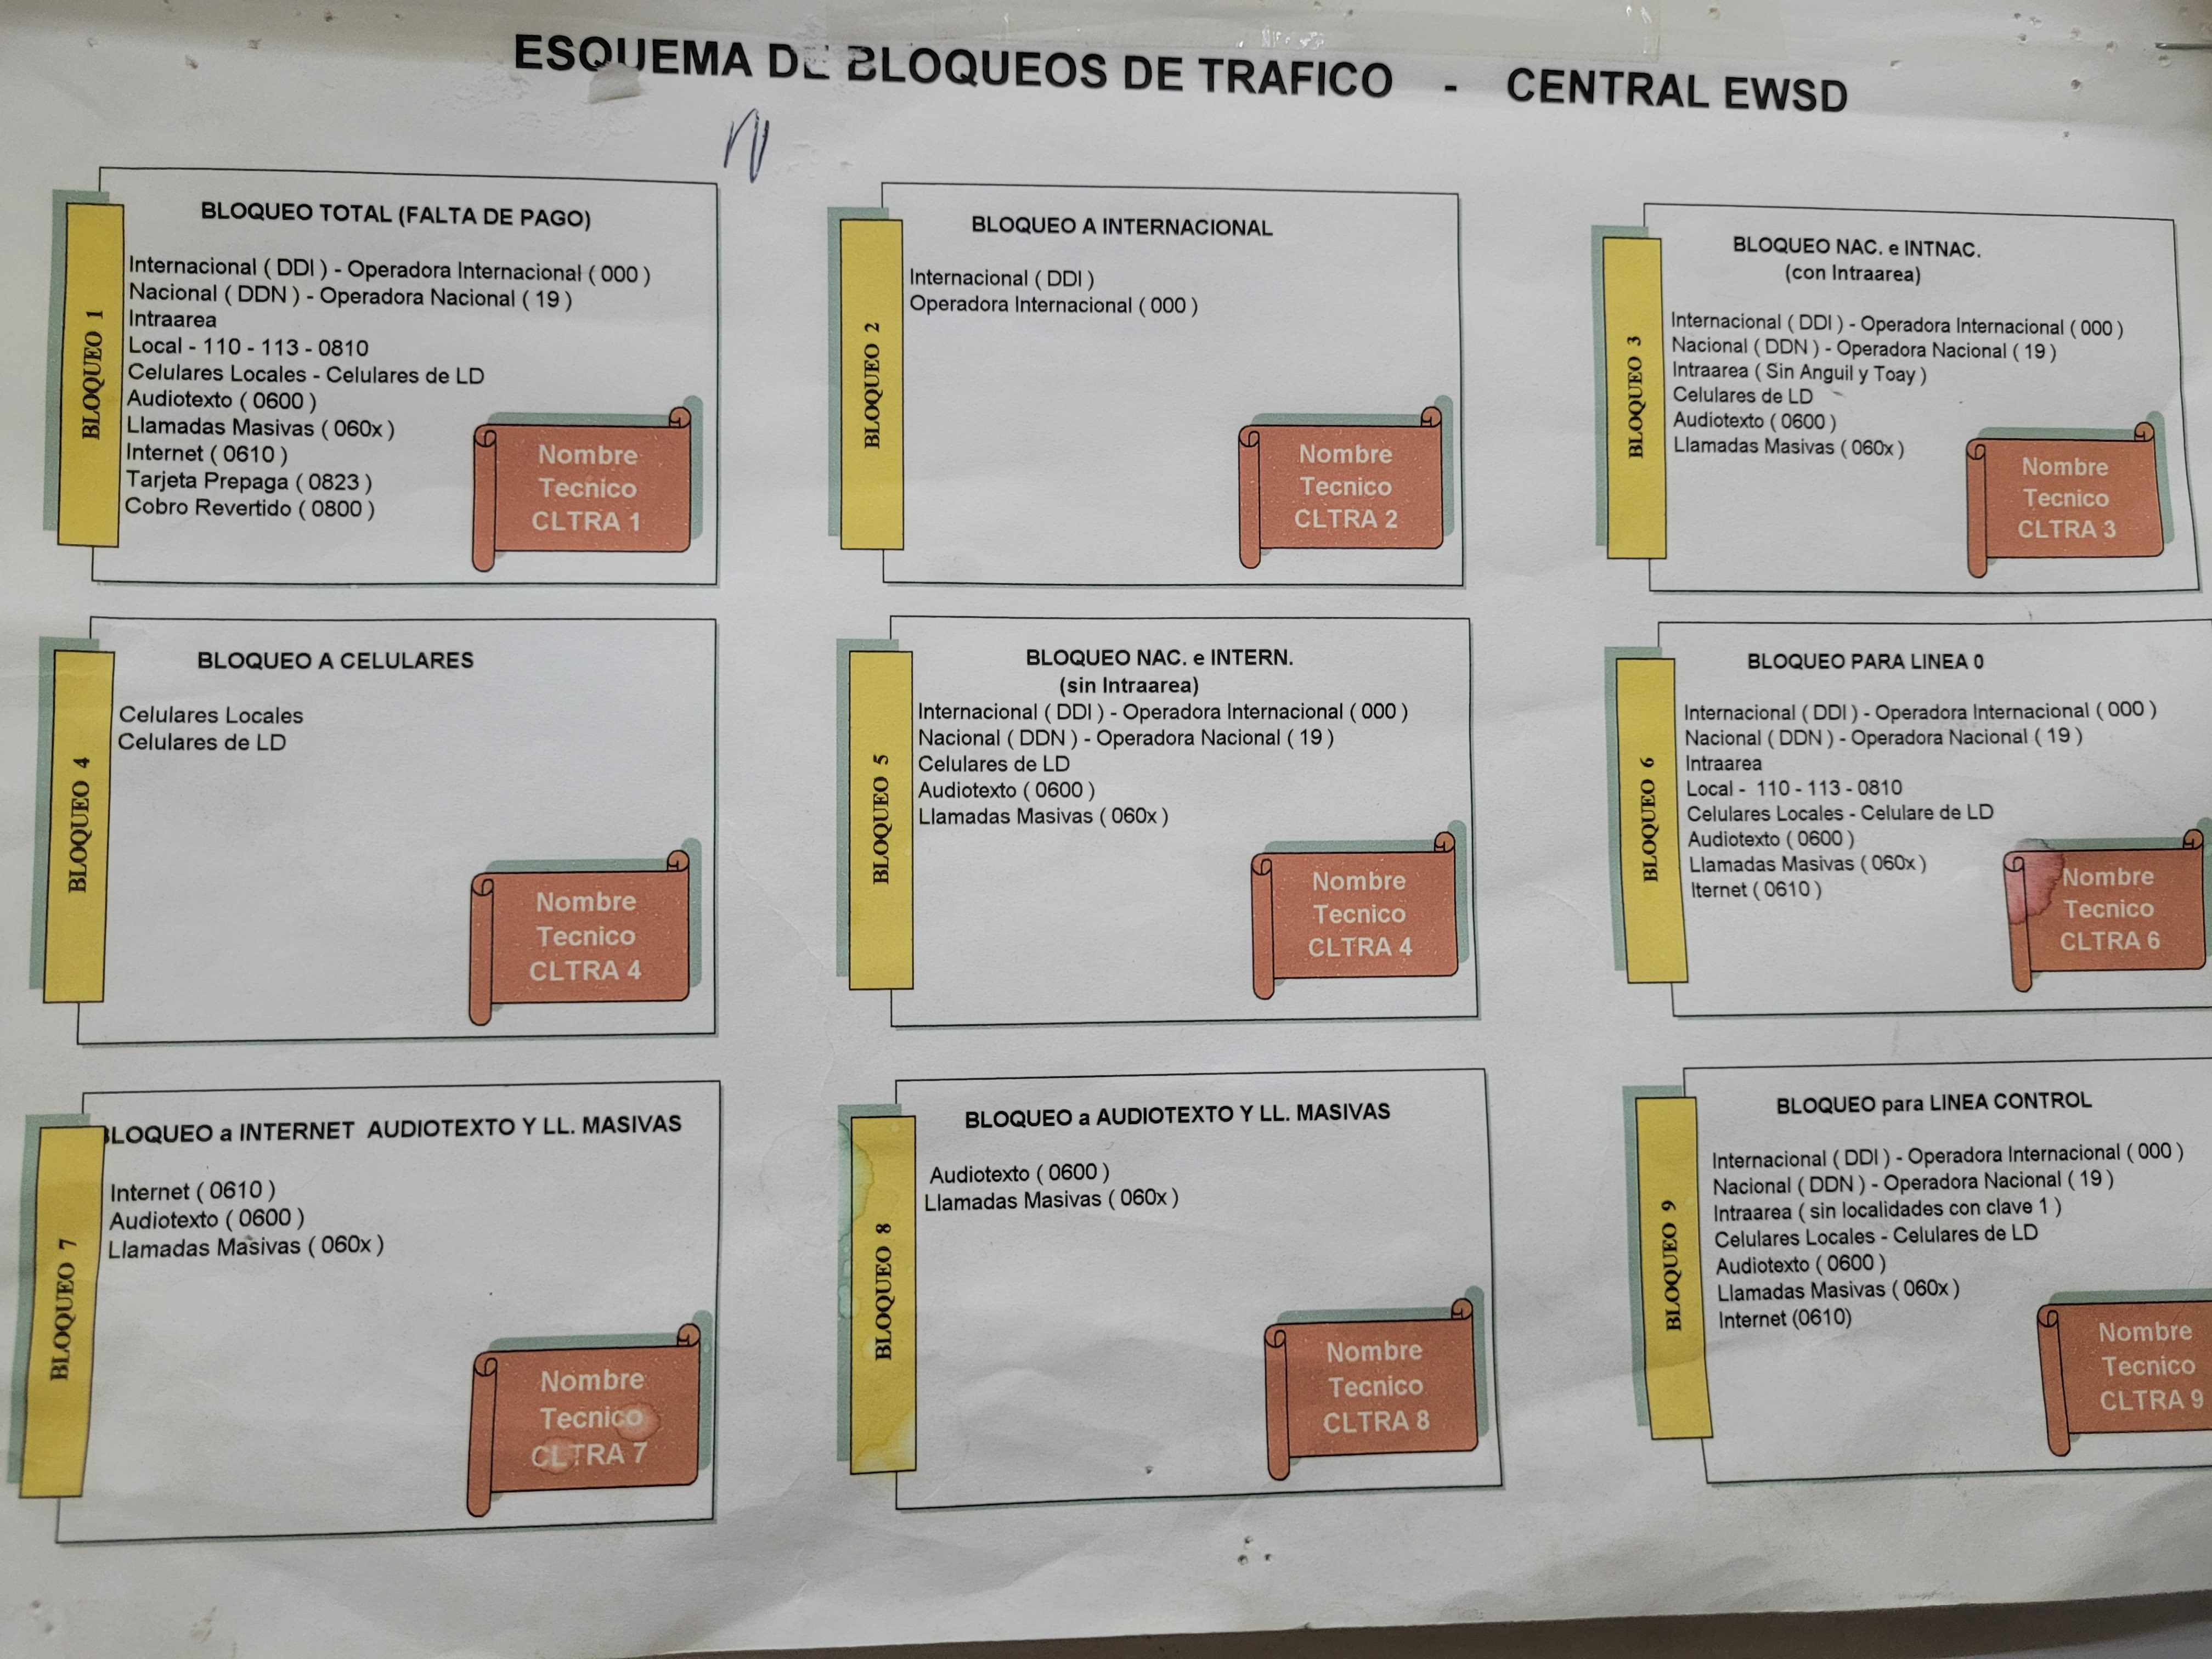 ESQUEMA DE BLOQUEOS DE TRAFICO - CENTRAL EWSD
BLOQUEO 1
BLOQUEO TOTAL (FALTA DE PAGO)
Internacional ( DDI ) - Operadora Internacional ( 000 )
Nacional ( DDN ) - Operadora Nacional ( 19 )
Intraarea
Local - 110 - 113 - 0810
Celulares Locales - Celulares de LD
Audiotexto ( 0600 )
Llamadas Masivas ( 060x )
Internet ( 0610 )
Tarjeta Prepaga ( 0823 )
Cobro Revertido ( 0800 )
Nombre
Tecnico
CLTRA 1
BLOQUEO 2
BLOQUEO A INTERNACIONAL
Internacional ( DDI )
Operadora Internacional ( 000 )
Nombre
Tecnico
CLTRA 2
BLOQUEO 3
BLOQUEO NAC. e INTNAC.
(con Intraarea)
Internacional ( DDI ) - Operadora Internacional ( 000 )
Nacional ( DDN ) - Operadora Nacional ( 19 )
Intraarea ( Sin Anguil y Toay )
Celulares de LD
Audiotexto ( 0600 )
Llamadas Masivas ( 060x )
Nombre
Tecnico
CLTRA 3
BLOQUEO 4
BLOQUEO A CELULARES
Celulares Locales
Celulares de LD
Nombre
Tecnico
CLTRA 4
BLOQUEO 5
BLOQUEO NAC. e INTERN.
(sin Intraarea)
Internacional ( DDI ) - Operadora Internacional ( 000 )
Nacional ( DDN ) - Operadora Nacional ( 19 )
Celulares de LD
Audiotexto ( 0600 )
Llamadas Masivas ( 060x )
Nombre
Tecnico
CLTRA 4
BLOQUEO 6
BLOQUEO PARA LINEA 0
Internacional ( DDI ) - Operadora Internacional ( 000 )
Nacional ( DDN ) - Operadora Nacional ( 19 )
Intraarea
Local - 110 - 113 - 0810
Celulares Locales - Celulare de LD
Audiotexto ( 0600 )
Llamadas Masivas ( 060x )
Iternet ( 0610 )
Nombre
Tecnico
CLTRA 6
BLOQUEO 7
BLOQUEO a INTERNET AUDIOTEXTO Y LL. MASIVAS
Internet ( 0610 )
Audiotexto ( 0600 )
Llamadas Masivas ( 060x )
Nombre
Tecnico
CLTRA 7
BLOQUEO 8
BLOQUEO a AUDIOTEXTO Y LL. MASIVAS
Audiotexto ( 0600 )
Llamadas Masivas ( 060x )
Nombre
Tecnico
CLTRA 8
BLOQUEO 9
BLOQUEO para LINEA CONTROL
Internacional ( DDI ) - Operadora Internacional ( 000 )
Nacional ( DDN ) - Operadora Nacional ( 19 )
Intraarea ( sin localidades con clave 1 )
Celulares Locales - Celulares de LD
Audiotexto ( 0600 )
Llamadas Masivas ( 060x )
Internet (0610)
Nombre
Tecnico
CLTRA 9